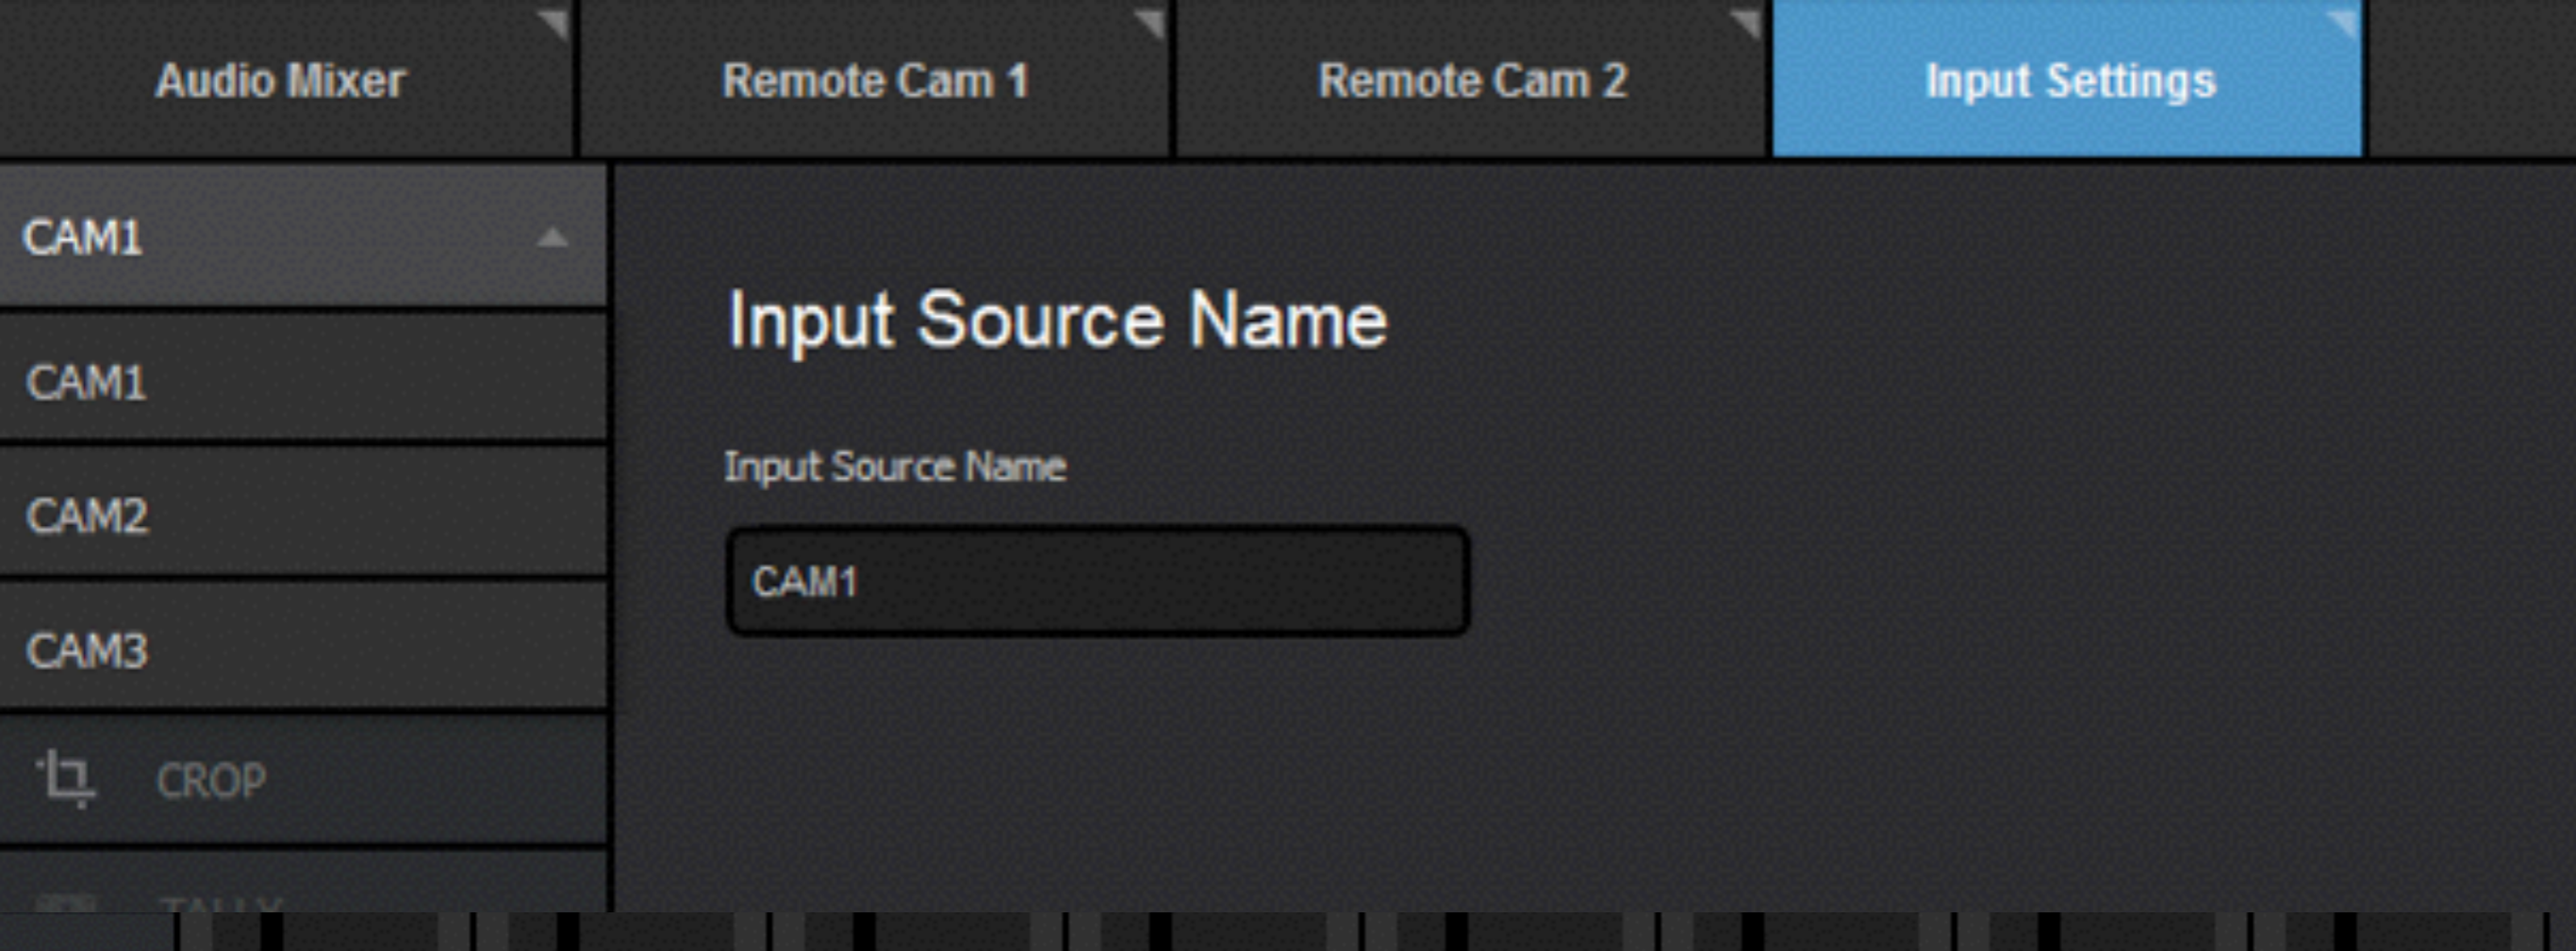 Audio Mixer
Remote Cam 1
Remote Cam 2
Input Settings
CAM1
CAM1
CAM2
CAM3
CROP
TALLY
Input Source Name
Input Source Name
CAM1